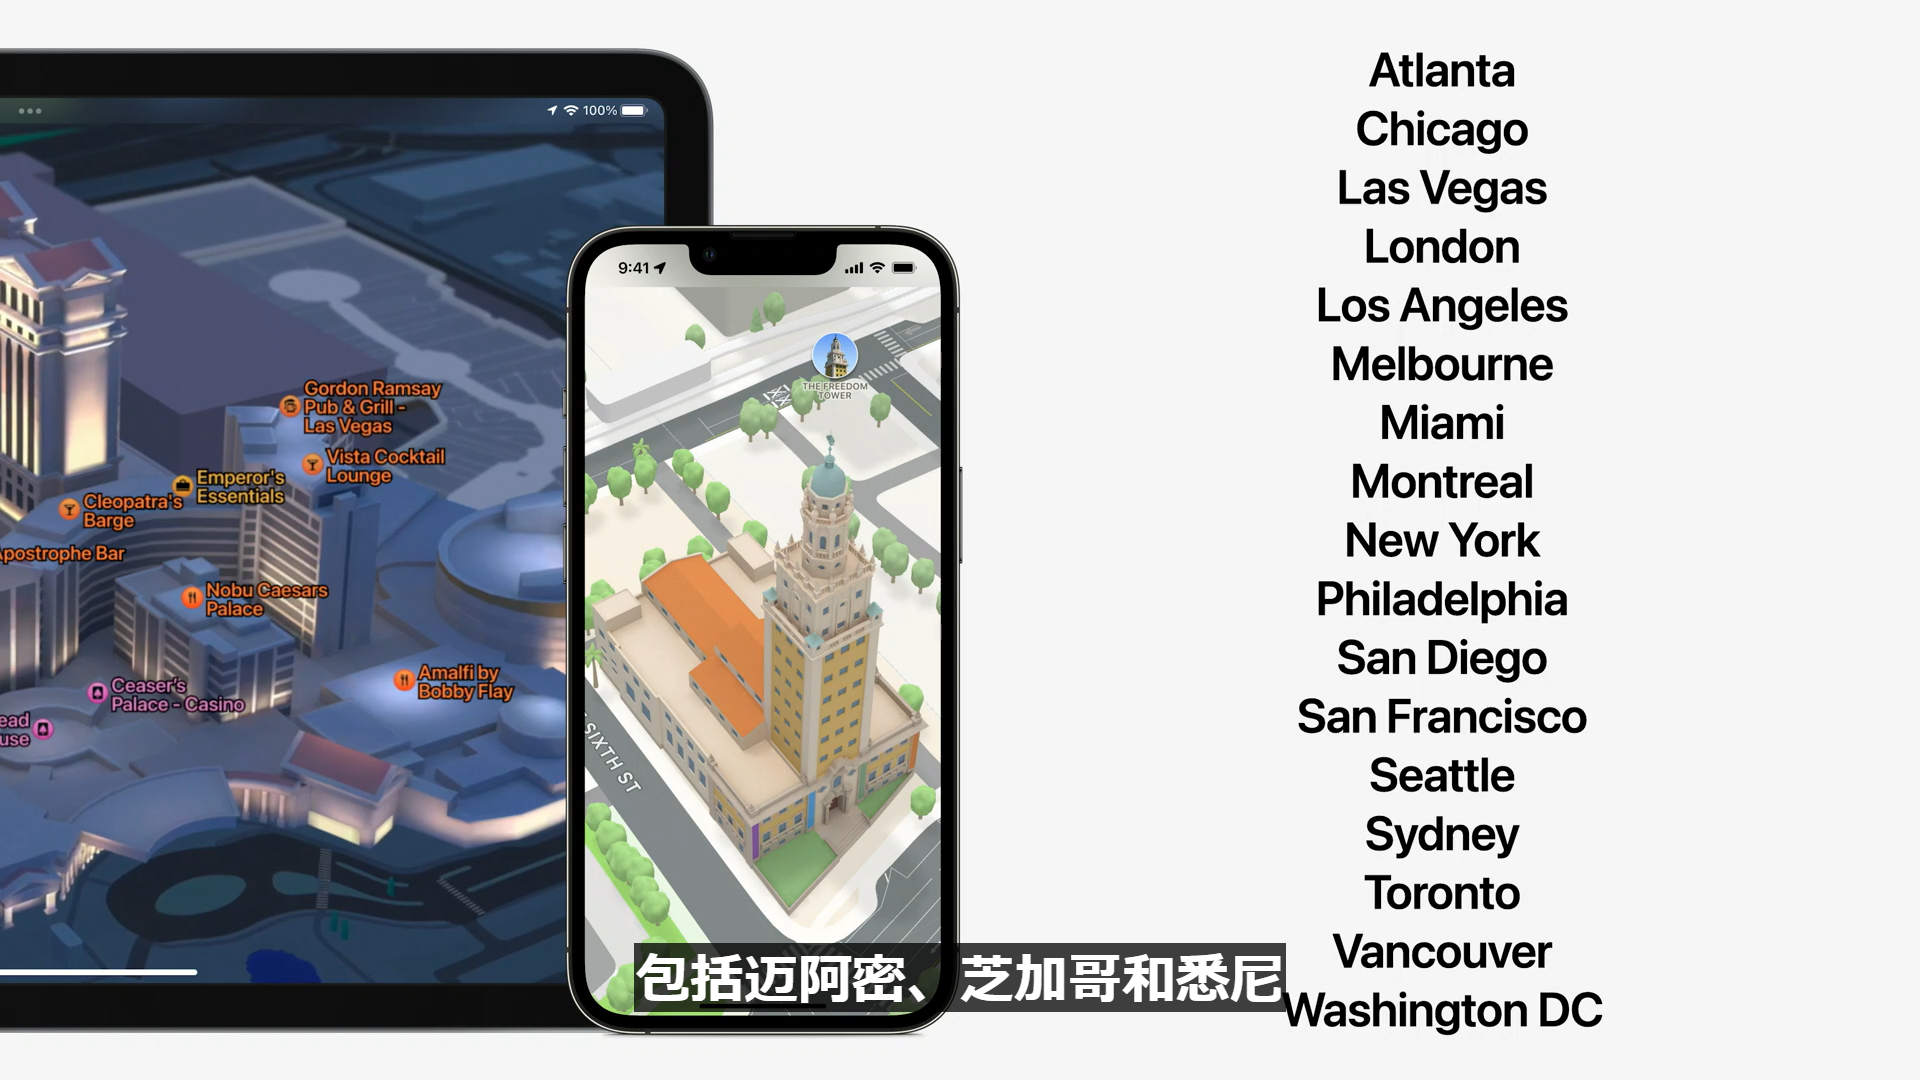 100%
Gordon Ramsay
Pub & Grill -
Las Vegas
Vista Cocktail
Lounge
Emperor's
Essentials
Cleopatra's
Barge
Apostrophe Bar
Nobu Caesars
Palace
Amalfi by
Bobby Flay
Ceaser's
Palace - Casino
ead
use
9:41
THE FREEDOM
TOWER
SIXTH ST
Atlanta
Chicago
Las Vegas
London
Los Angeles
Melbourne
Miami
Montreal
New York
Philadelphia
San Diego
San Francisco
Seattle
Sydney
Toronto
Vancouver
Washington DC
包括迈阿密、芝加哥和悉尼